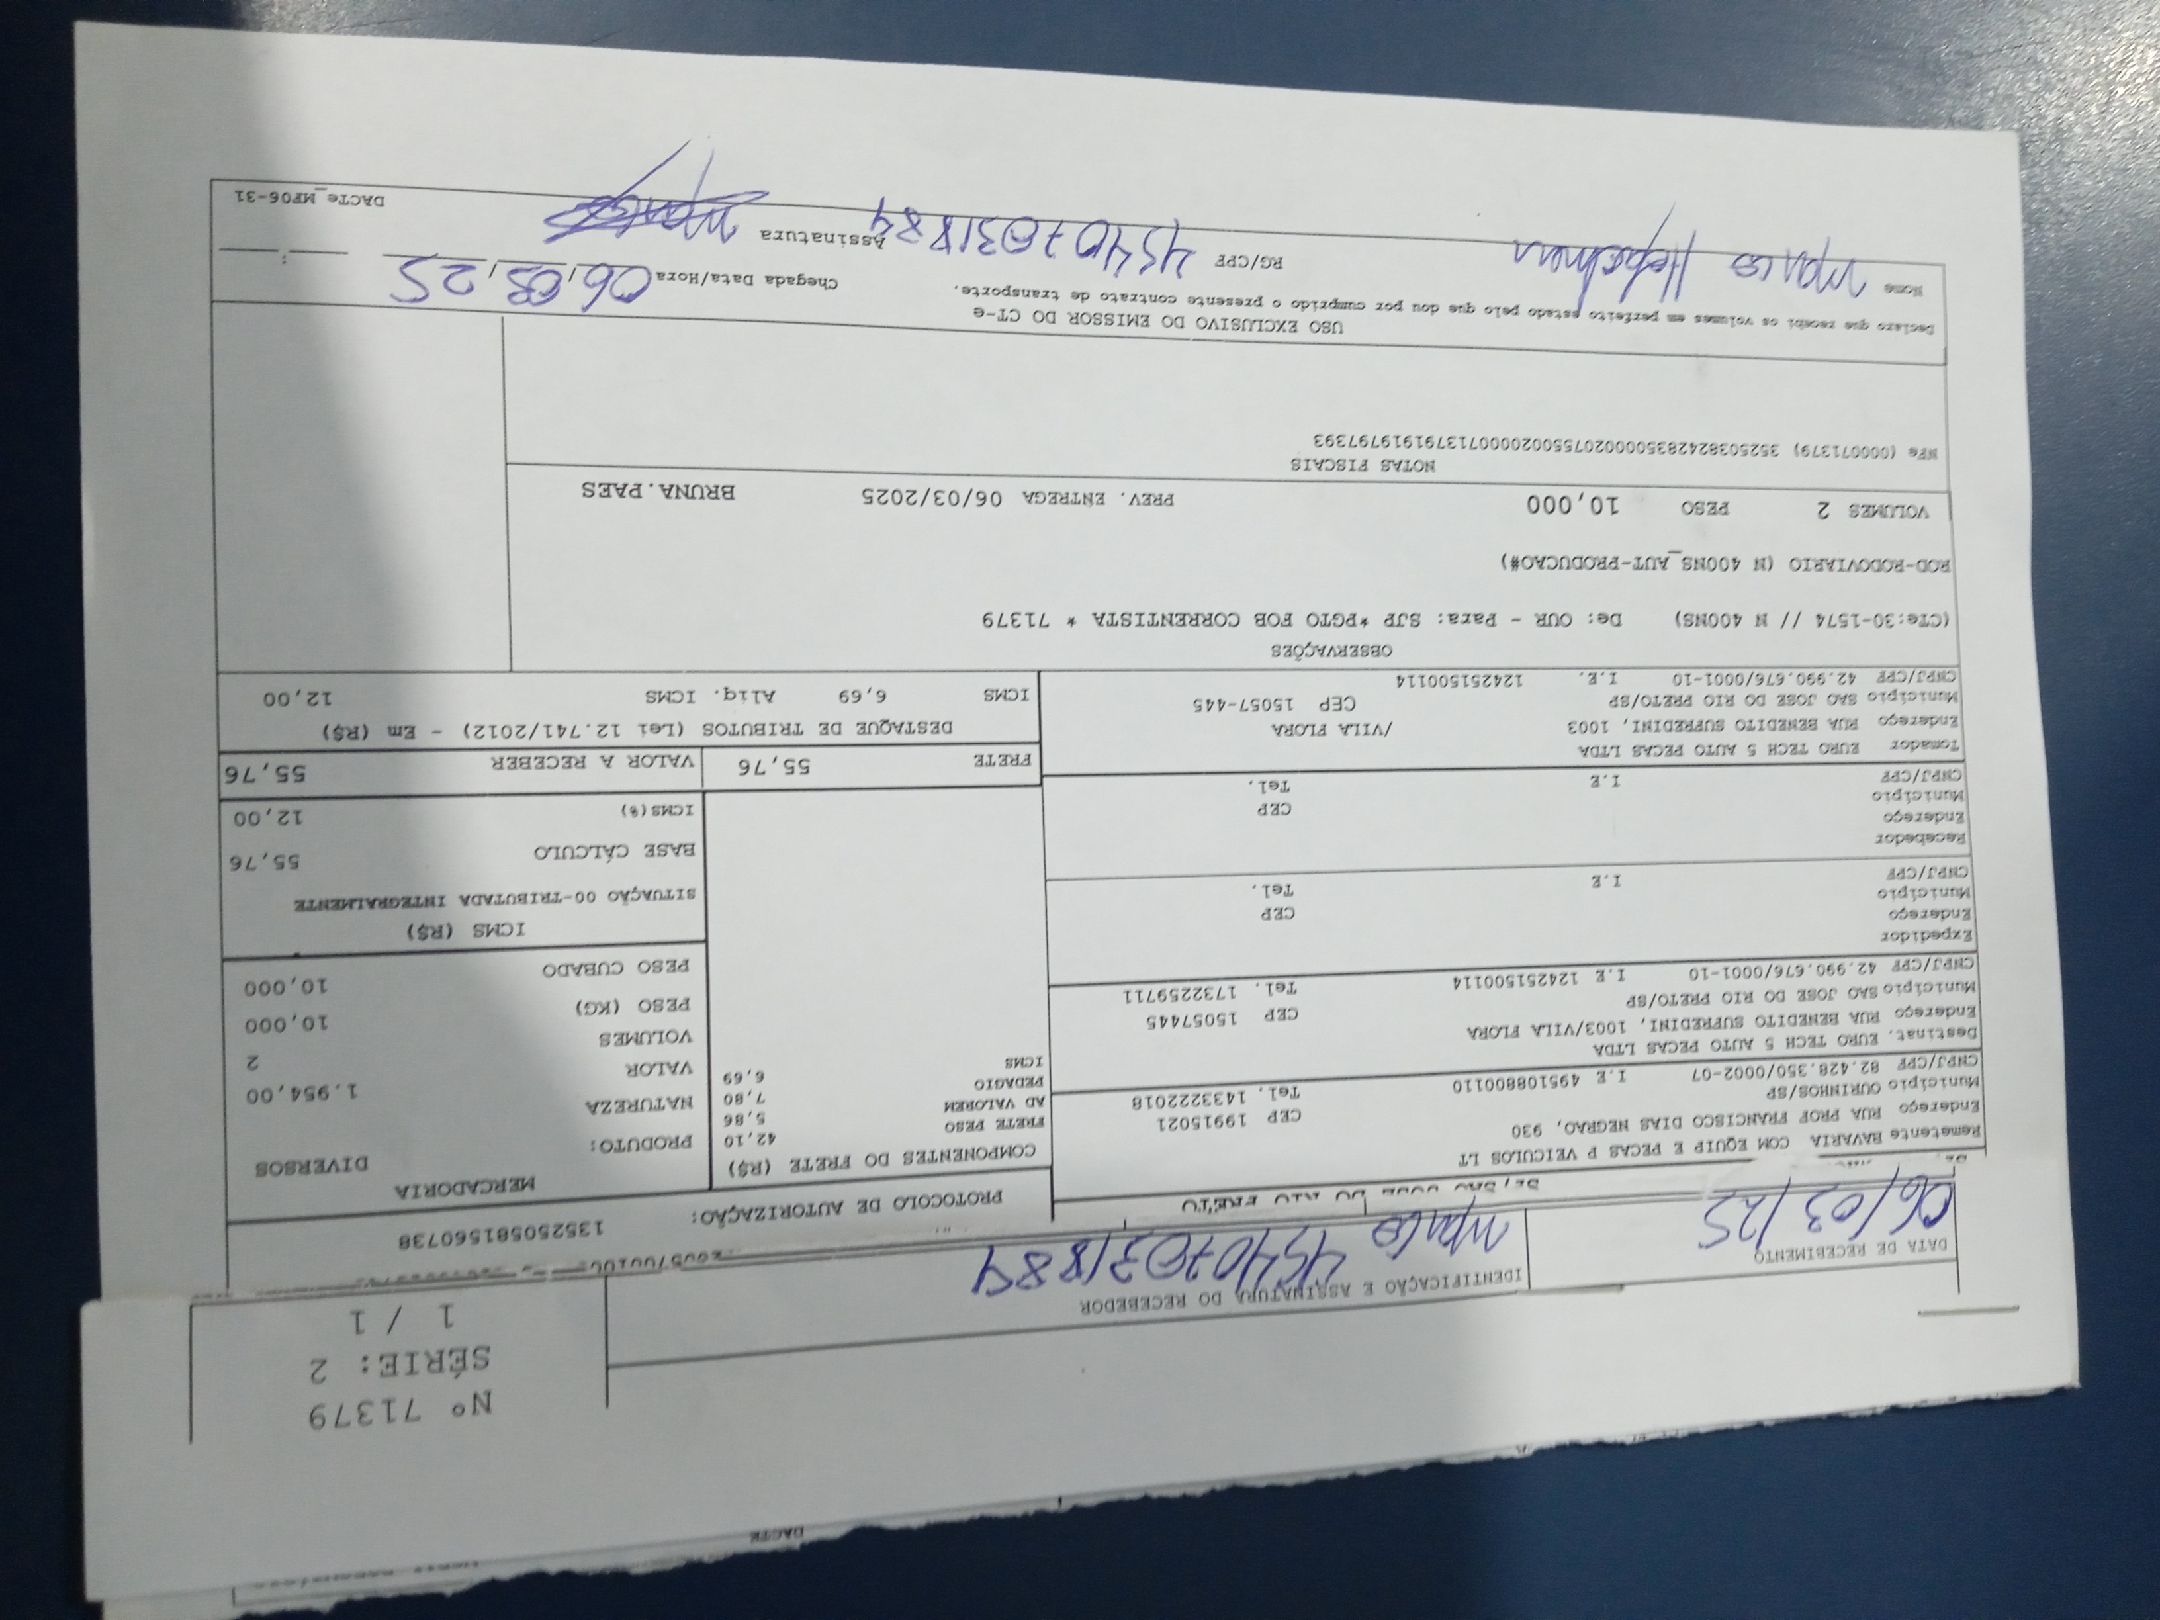 DACTE
Nº 71379
SÉRIE: 2
1 / 1
DATA DE RECEBIMENTO
06/03/25
IDENTIFICAÇÃO E ASSINATURA DO RECEBEDOR
Marco 45407031884
PROTOCOLO DE AUTORIZAÇÃO: 135250581560738
Remetente BAVARIA COM EQUIP E PECAS P VEICULOS LT
Endereço RUA PROF FRANCISCO DIAS NEGRAO, 930
Município OURINHOS/SP CEP 19915021
CNPJ/CPF 82.428.350/0002-07 I.E 495108800110 Tel. 1433222018
Destinat. EURO TECH 5 AUTO PECAS LTDA
Endereço RUA BENEDITO SUFREDINI, 1003/VILA FLORA
Município SAO JOSE DO RIO PRETO/SP CEP 15057445
CNPJ/CPF 42.990.676/0001-10 I.E 124251500114 Tel. 1732259711
Expedidor
Endereço
Município CEP
CNPJ/CPF I.E Tel.
Recebedor
Endereço
Município CEP
CNPJ/CPF I.E Tel.
Tomador EURO TECH 5 AUTO PECAS LTDA
Endereço RUA BENEDITO SUFREDINI, 1003 /VILA FLORA
Município SAO JOSE DO RIO PRETO/SP CEP 15057-445
CNPJ/CPF 42.990.676/0001-10 I.E. 124251500114
COMPONENTES DO FRETE (R$)
FRETE PESO 42,10
AD VALOREM 5,86
PEDAGIO 7,80
ICMS 6,69
FRETE 55,76
MERCADORIA
PRODUTO: DIVERSOS
NATUREZA
VALOR 1.954,00
VOLUMES 2
PESO (KG) 10,000
PESO CUBADO 10,000
ICMS (R$)
SITUAÇÃO 00-TRIBUTADA INTEGRALMENTE
BASE CÁLCULO 55,76
ICMS(%) 12,00
VALOR A RECEBER 55,76
DESTAQUE DE TRIBUTOS (Lei 12.741/2012) - Em (R$)
ICMS 6,69 Alíq. ICMS 12,00
OBSERVAÇÕES
(CTe:30-1574 // N 400NS) De: OUR - Para: SJP *PGTO FOB CORRENTISTA * 71379
ROD-RODOVIARIO (N 400NS_AUT-PRODUCAO#)
VOLUMES 2 PESO 10,000 PREV. ENTREGA 06/03/2025 BRUNA.PAES
NOTAS FISCAIS
NFe (000071379) 35250382428350000207550020000713791919797393
USO EXCLUSIVO DO EMISSOR DO CT-e
Declaro que recebi os volumes em perfeito estado pelo que dou por cumprido o presente contrato de transporte.
Chegada Data/Hora 06/03/25
Nome Marco RG/CPF 45407031884 Assinatura Marco
DACTe_MF06-31